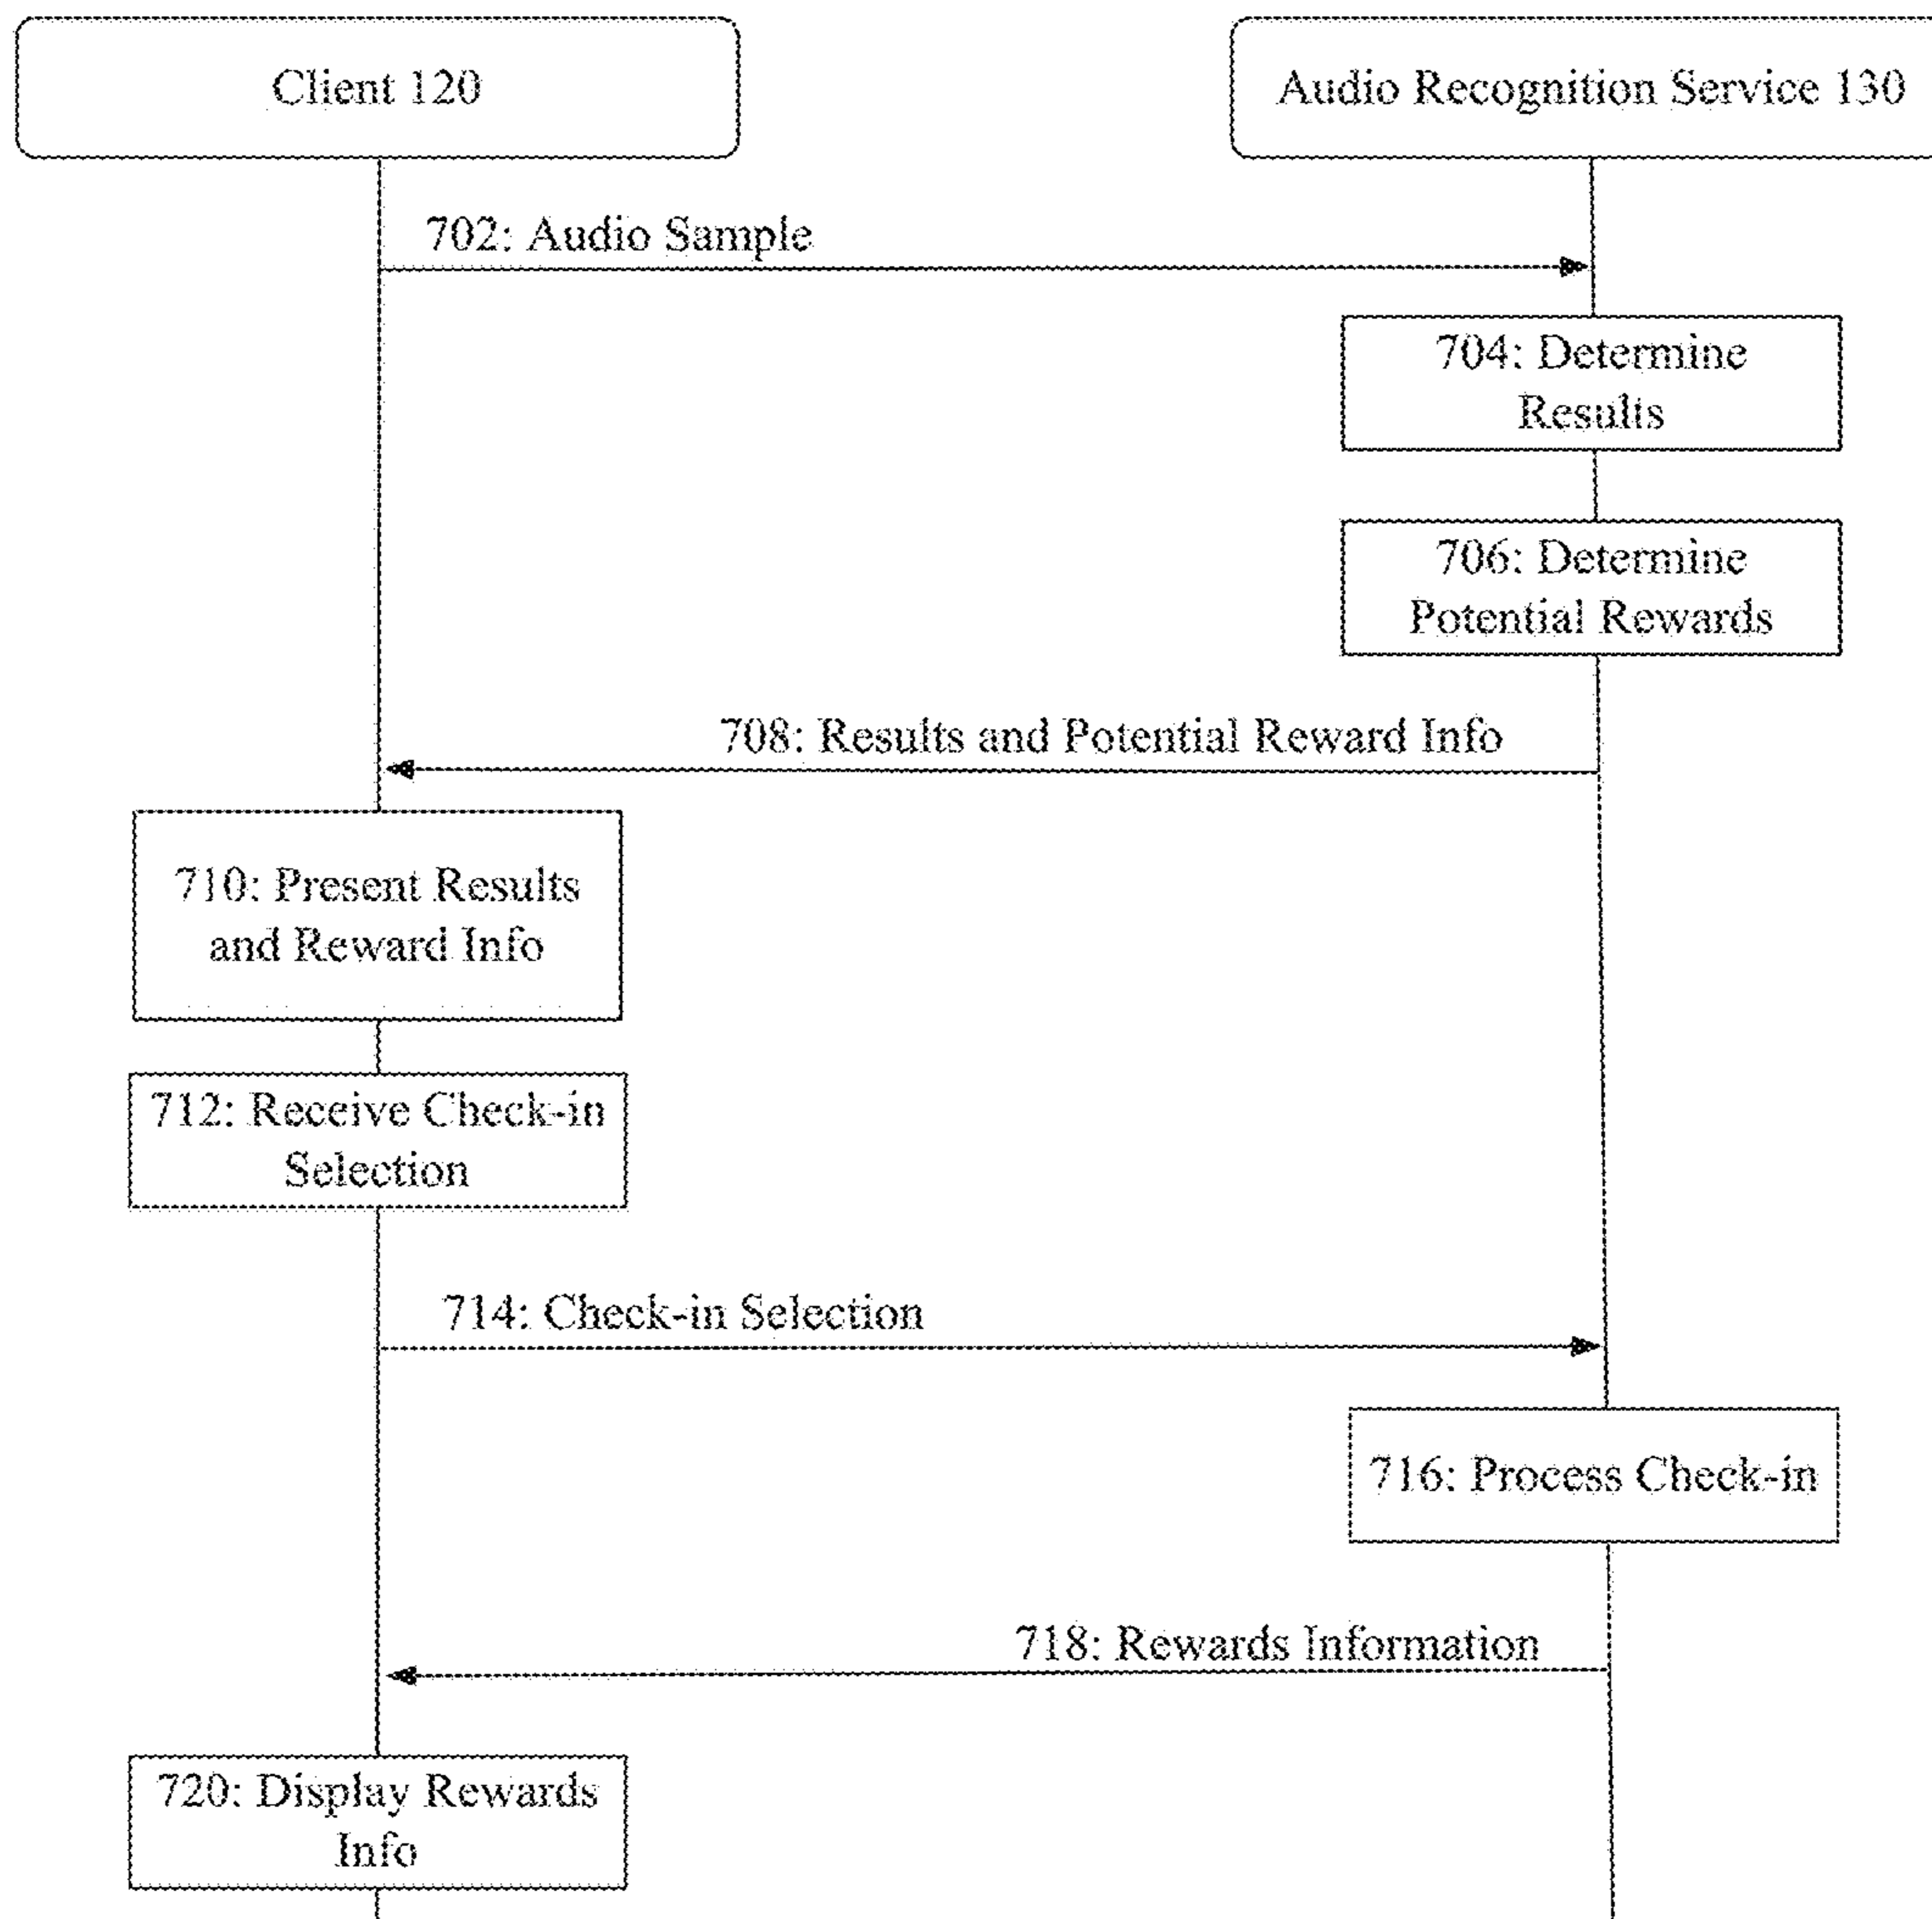 Client 120
Audio Recognition Service 130
702: Audio Sample
704: Determine
Results
706: Determine
Potential Rewards
708: Results and Potential Reward Info
710: Present Results
and Reward Info
712: Receive Check-in
Selection
714: Check-in Selection
716: Process Check-in
718: Rewards Information
720: Display Rewards
Info